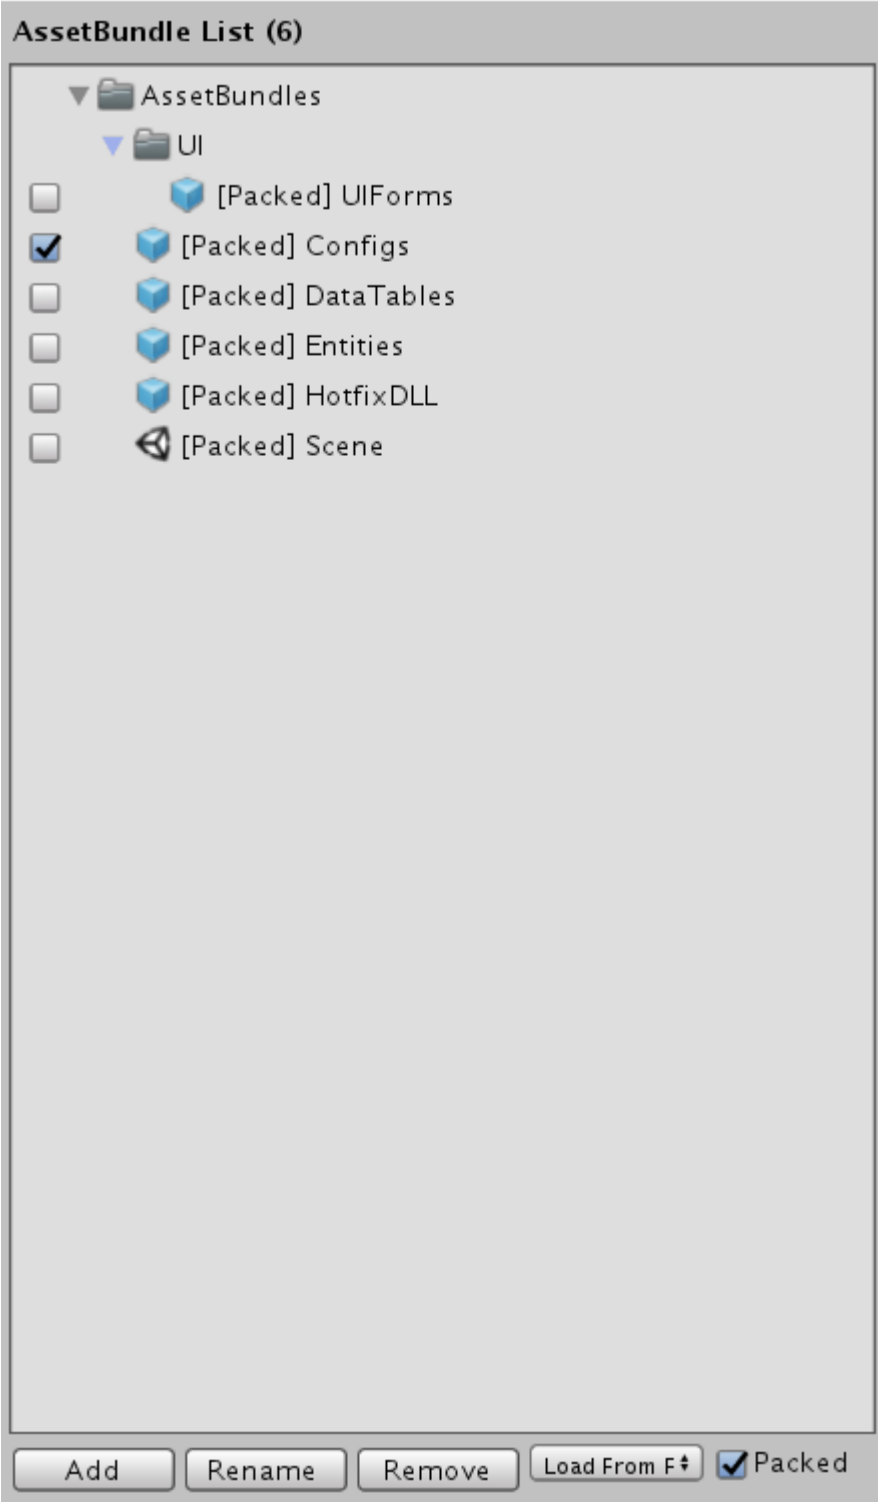 AssetBundle List (6)
AssetBundles
UI
[Packed] UIForms
[Packed] Configs
[Packed] DataTables
[Packed] Entities
[Packed] HotfixDLL
[Packed] Scene
Add Rename Remove Load From F Packed